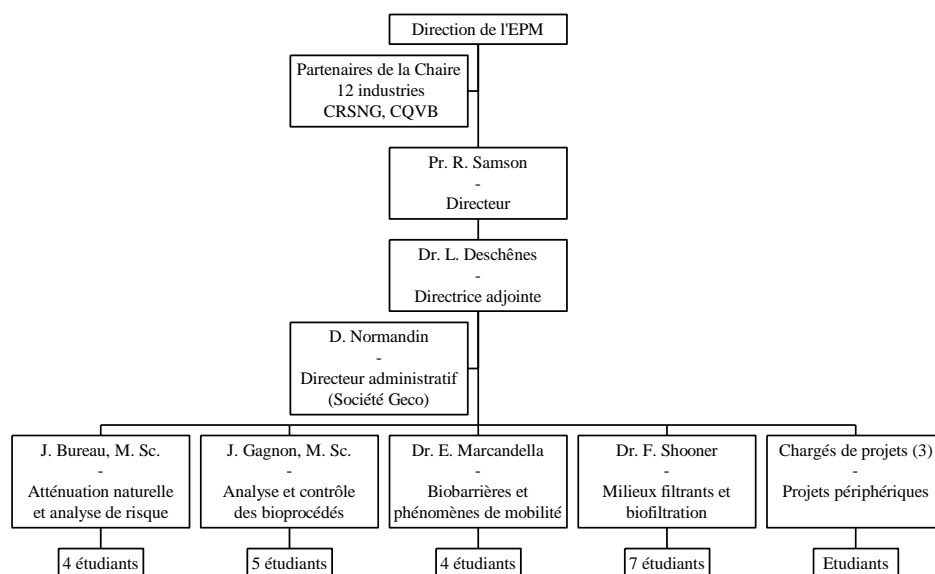 Direction de l'EPM
Partenaires de la Chaire
12 industries
CRSNG, CQVB
Pr. R. Samson
-
Directeur
Dr. L. Deschênes
-
Directrice adjointe
D. Normandin
-
Directeur administratif
(Société Geco)
J. Bureau, M. Sc.
-
Atténuation naturelle
et analyse de risque
J. Gagnon, M. Sc.
-
Analyse et contrôle
des bioprocédés
Dr. E. Marcandella
-
Biobarrières et
phénomènes de mobilité
Dr. F. Shooner
-
Milieux filtrants et
biofiltration
Chargés de projets (3)
-
Projets périphériques
4 étudiants
5 étudiants
4 étudiants
7 étudiants
Etudiants